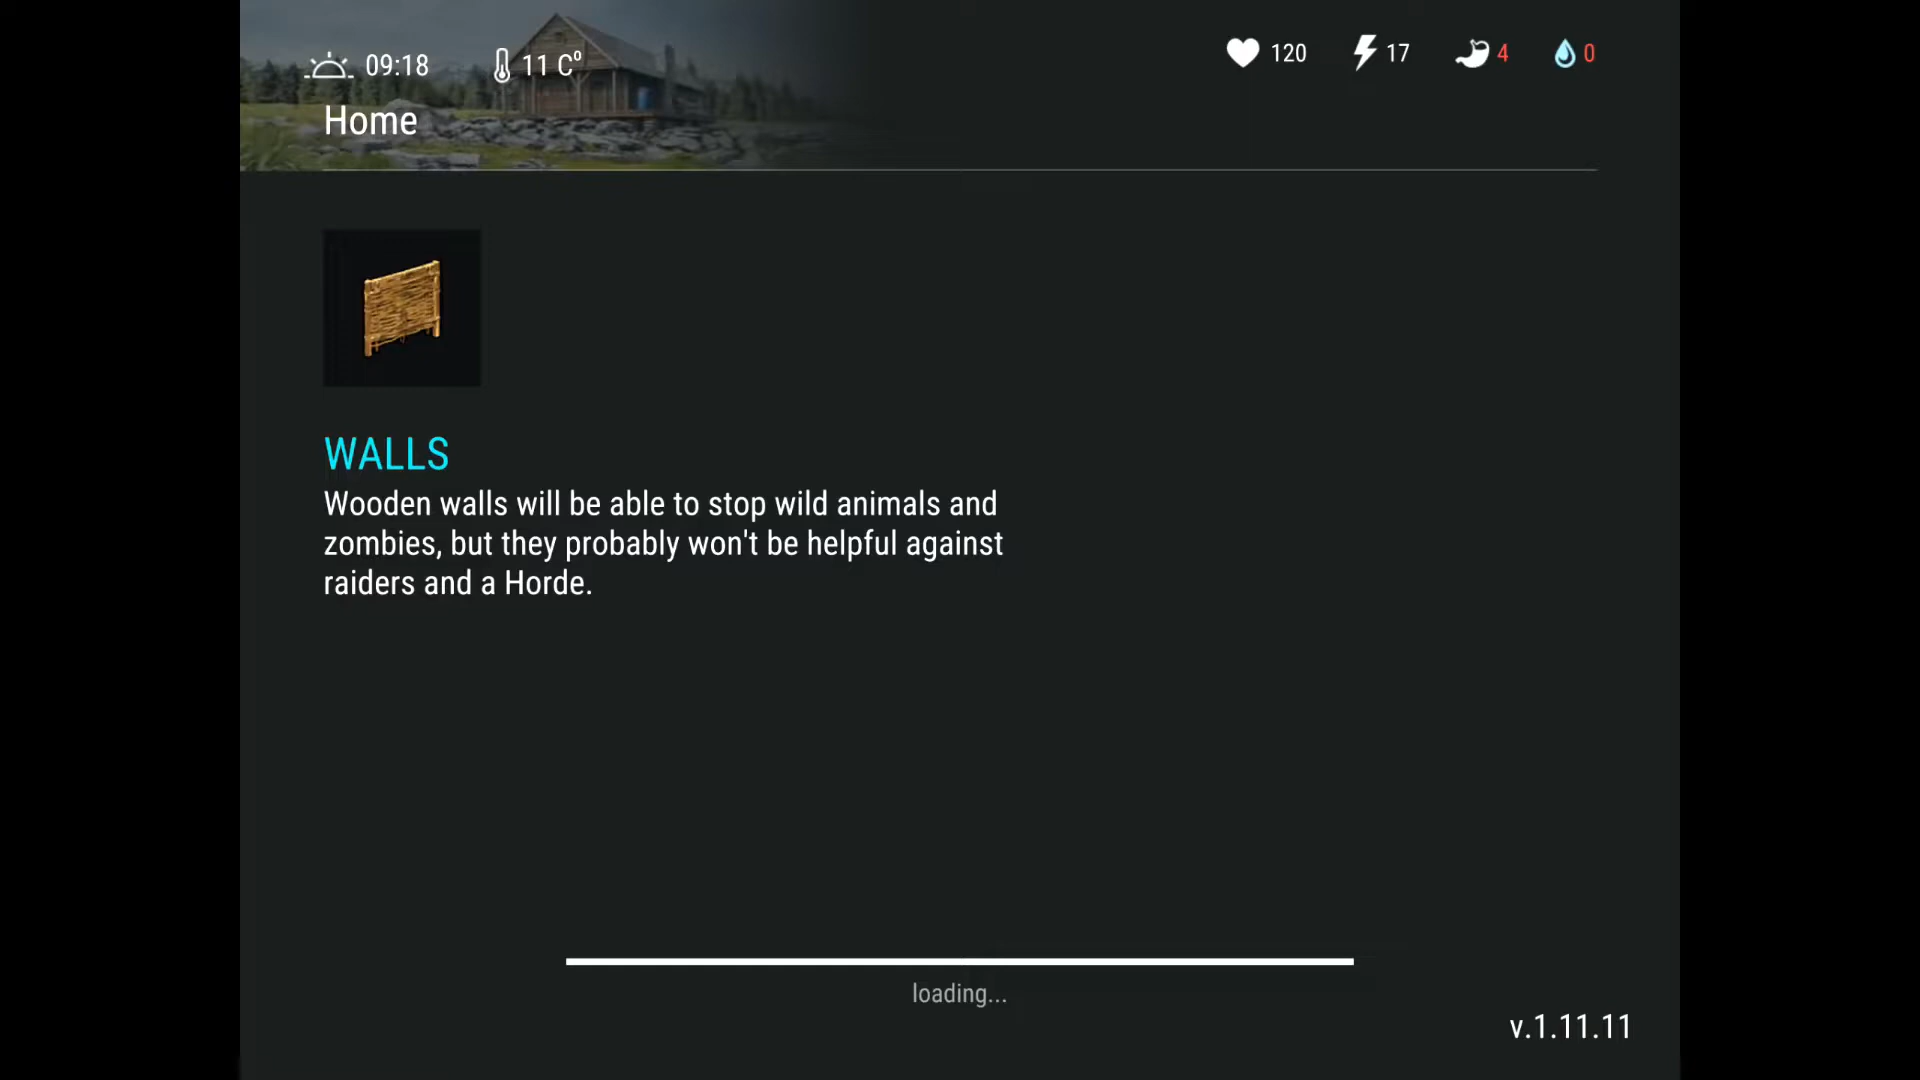 09:18 11 C⁰ 120 17 4 0
Home
WALLS
Wooden walls will be able to stop wild animals and
zombies, but they probably won't be helpful against
raiders and a Horde.
loading...
v.1.11.11